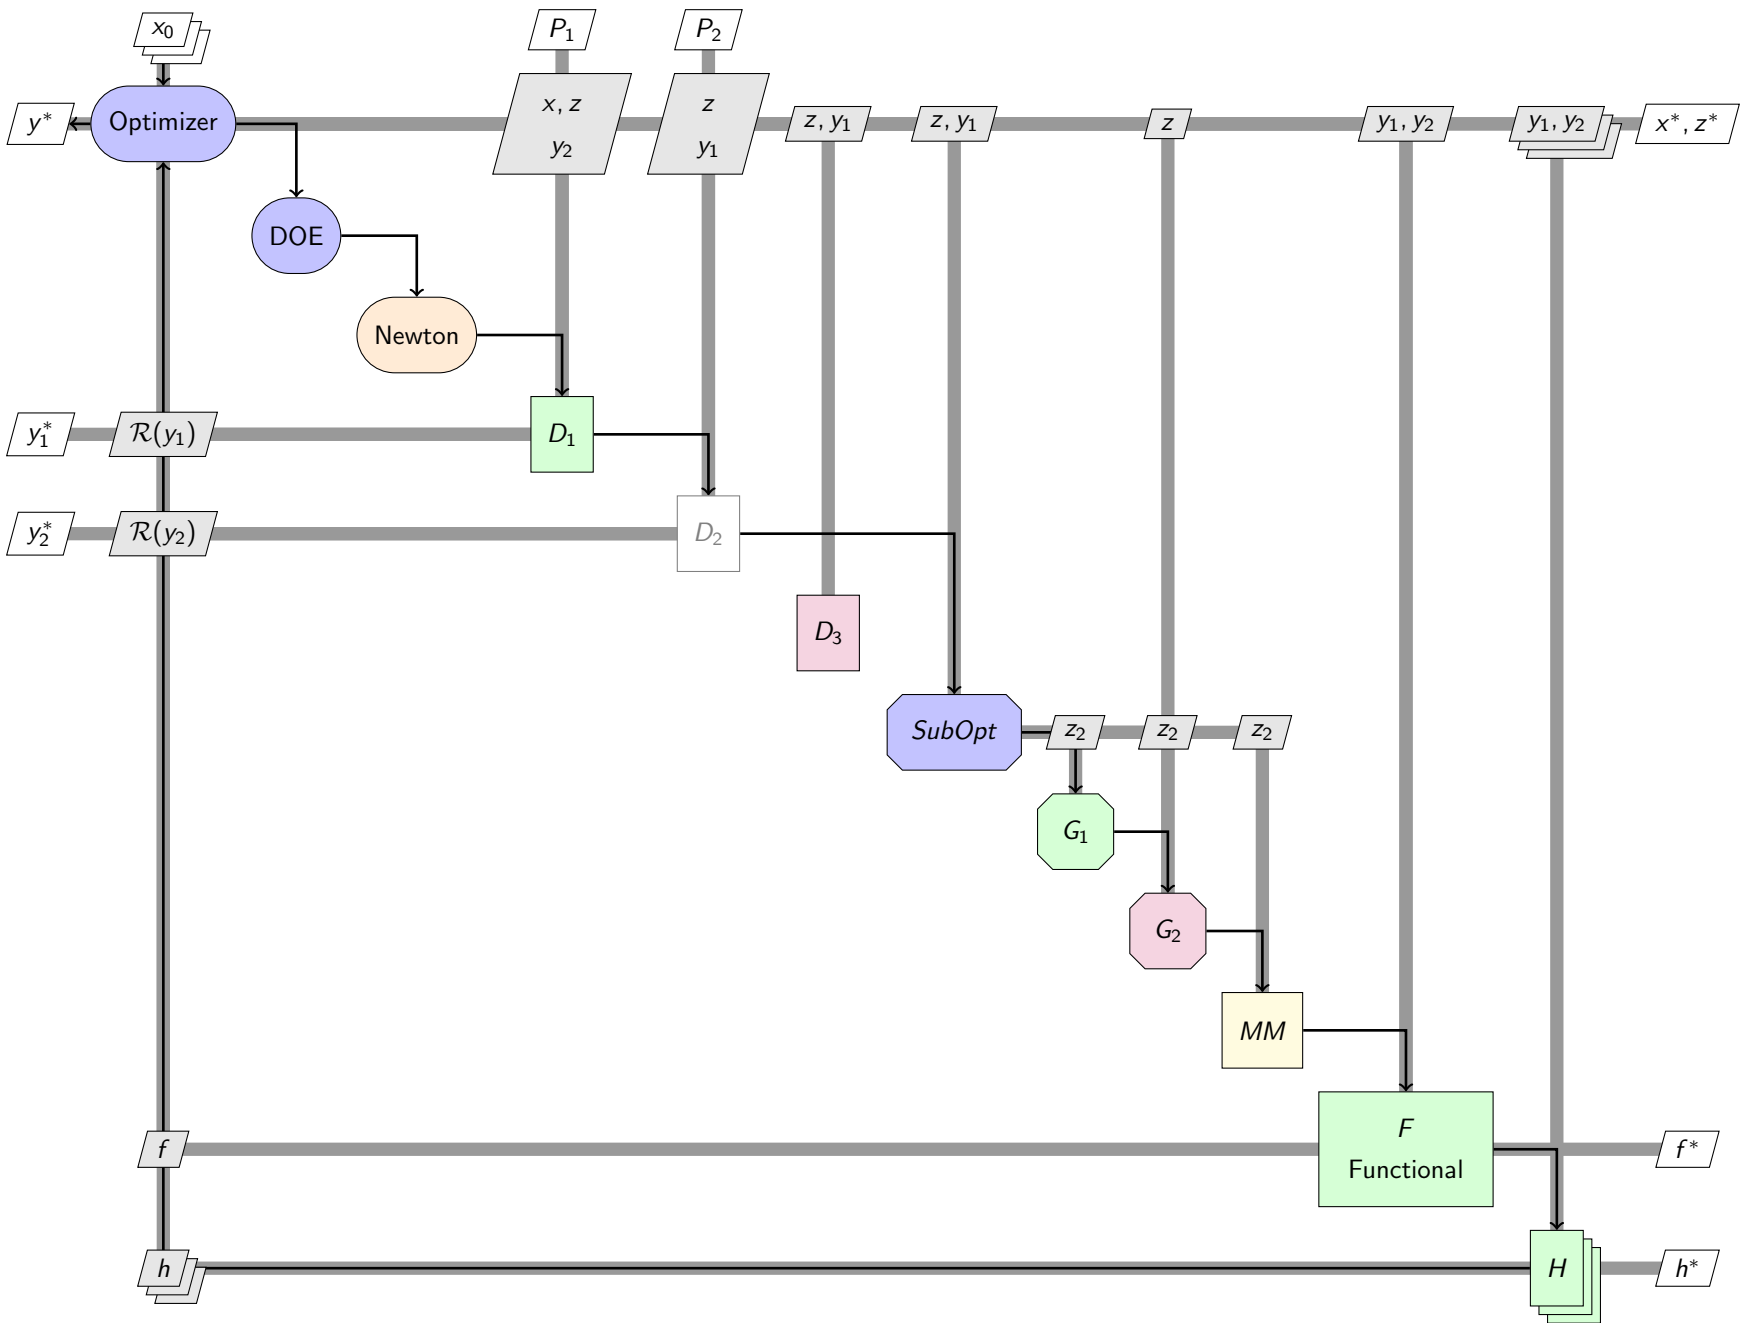 x₀ P₁ P₂
x, z z
y* Optimizer z, y₁ z, y₁ z y₁, y₂ y₁, y₂ x*, z*
y₂ y₁
DOE
Newton
y₁* ℛ(y₁) D₁
y₂* ℛ(y₂) D₂
D₃
SubOpt z₂ z₂ z₂
G₁
G₂
MM
F
f f*
Functional
h H h*